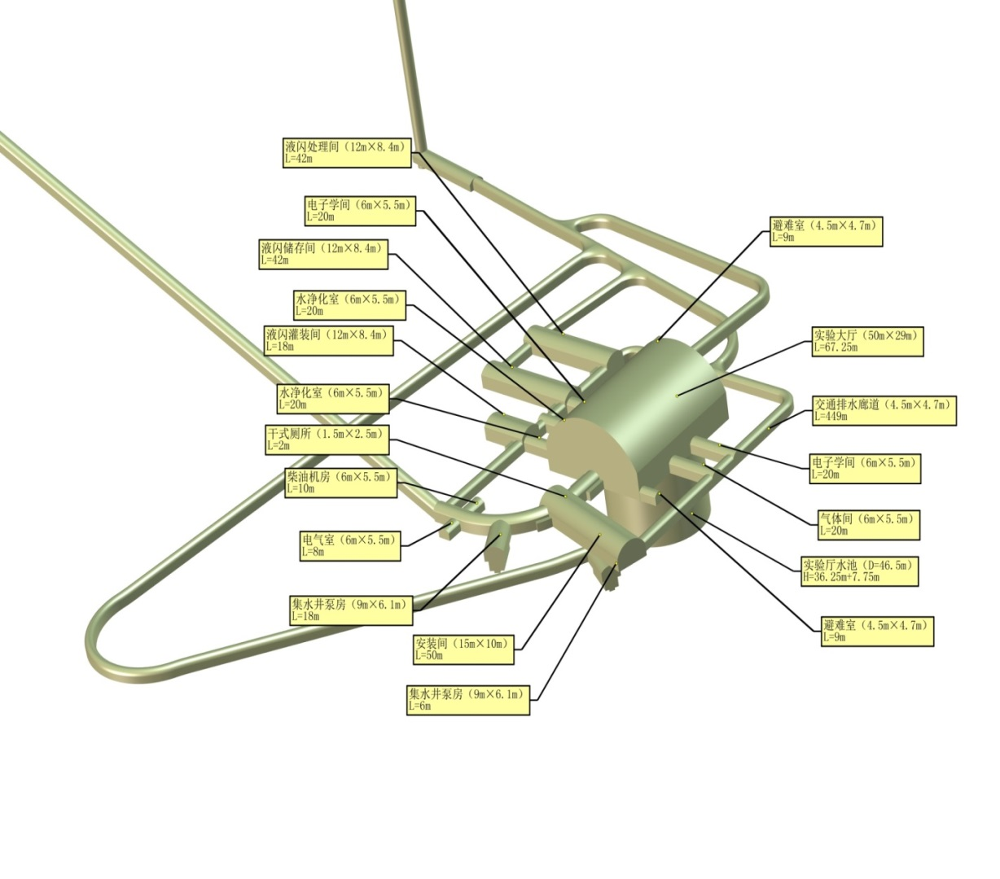 液闪处理间（12m×8.4m）
L=42m
电子学间（6m×5.5m）
L=20m
液闪储存间（12m×8.4m）
L=42m
水净化室（6m×5.5m）
L=20m
液闪灌装间（12m×8.4m）
L=18m
水净化室（6m×5.5m）
L=20m
干式厕所（1.5m×2.5m）
L=2m
柴油机房（6m×5.5m）
L=10m
电气室（6m×5.5m）
L=8m
集水井泵房（9m×6.1m）
L=18m
安装间（15m×10m）
L=50m
集水井泵房（9m×6.1m）
L=6m
避难室（4.5m×4.7m）
L=9m
实验大厅（50m×29m）
L=67.25m
交通排水廊道（4.5m×4.7m）
L=449m
电子学间（6m×5.5m）
L=20m
气体间（6m×5.5m）
L=20m
实验厅水池（D=46.5m）
H=36.25m+7.75m
避难室（4.5m×4.7m）
L=9m